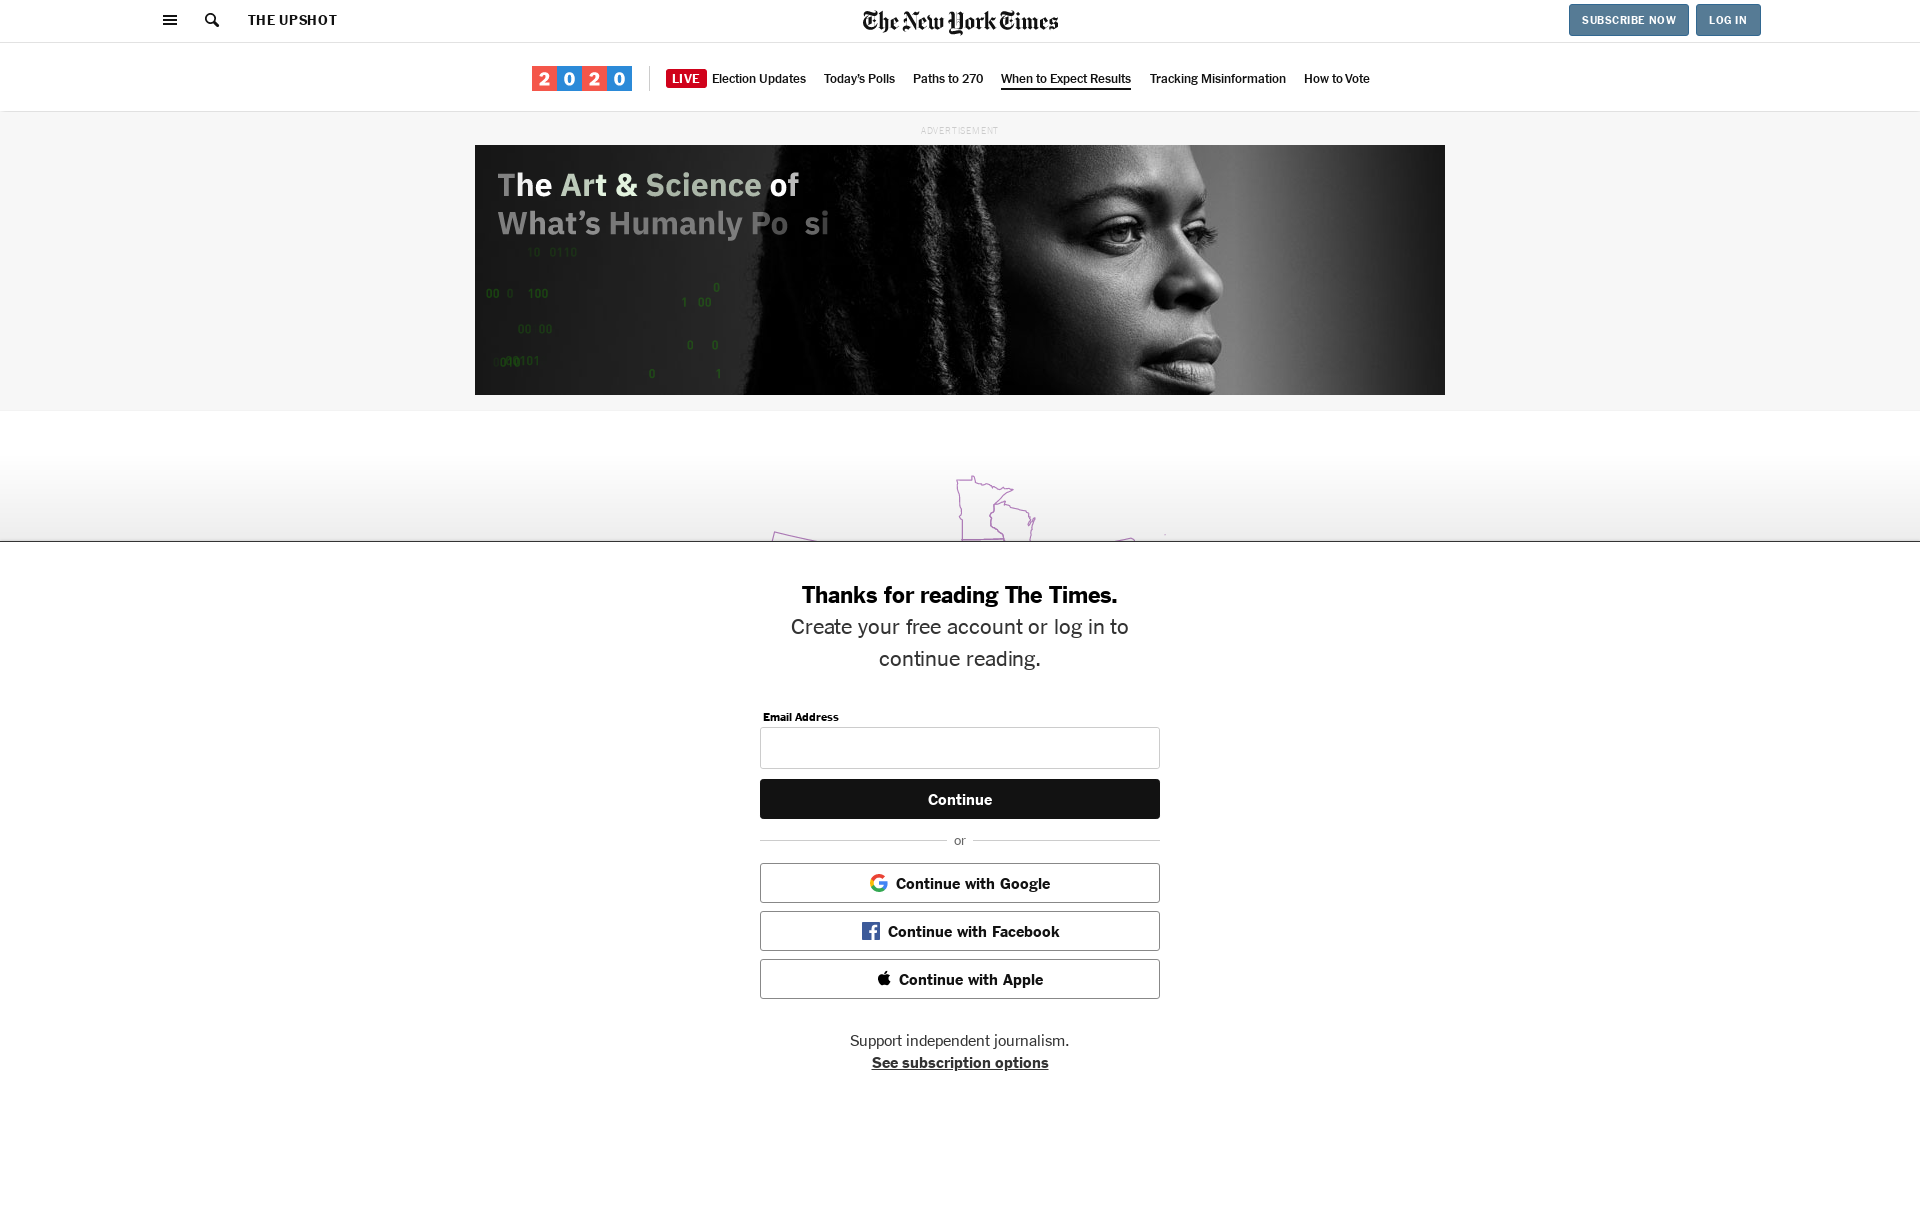 THE UPSHOT
The New York Times
SUBSCRIBE NOW
LOG IN
2020
LIVE Election Updates
Today's Polls
Paths to 270
When to Expect Results
Tracking Misinformation
How to Vote
ADVERTISEMENT
The Art & Science of
What's Humanly Po si
10 0110
00 0 100
0
1 00
00 00
0 0
0 1
Thanks for reading The Times.
Create your free account or log in to
continue reading.
Email Address
Continue
or
Continue with Google
Continue with Facebook
Continue with Apple
Support independent journalism.
See subscription options